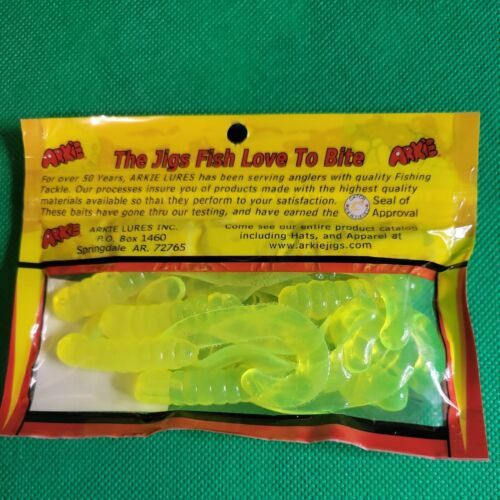 ARKIE The Jigs Fish Love To Bite ARKIE
For over 50 Years, ARKIE LURES has been serving anglers with quality Fishing
Tackle. Our processes insure you of products made with the highest quality
materials available so that they perform to your satisfaction. Seal of
These baits have gone thru our testing, and have earned the Approval
ARKIE ARKIE LURES INC. Come see our entire product catalog
P.O. Box 1460 including Hats, and Apparel at
Springdale AR. 72765 www.arkiejigs.com